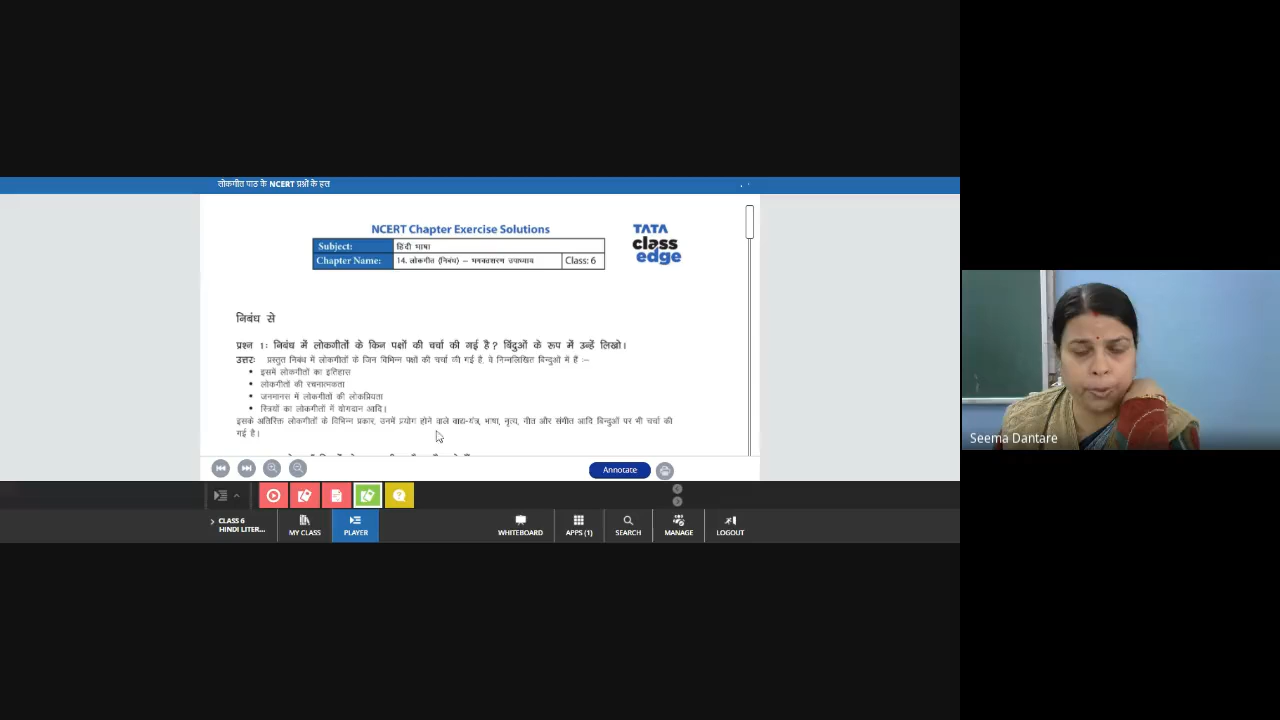 लोकगीत पाठ के NCERT प्रश्नों के हल
NCERT Chapter Exercise Solutions
Subject: हिंदी भाषा
Chapter Name: 14. लोकगीत (निबंध) – भगवतशरण उपाध्याय Class: 6
TATA
class
edge
निबंध से
प्रश्न 1: निबंध में लोकगीतों के किन पक्षों की चर्चा की गई है? बिंदुओं के रूप में उन्हें लिखो।
उत्तर: प्रस्तुत निबंध में लोकगीतों के जिन विभिन्न पक्षों की चर्चा की गई है, वे निम्नलिखित बिन्दुओं में हैं :–
• इसमें लोकगीतों का इतिहास
• लोकगीतों की रचनात्मकता
• जनमानस में लोकगीतों की लोकप्रियता
• स्त्रियों का लोकगीतों में योगदान आदि।
इसके अतिरिक्त लोकगीतों के विभिन्न प्रकार, उनमें प्रयोग होने वाले वाद्य-यंत्र, भाषा, नृत्य, गीत और संगीत आदि बिन्दुओं पर भी चर्चा की
गई है।
Annotate
CLASS 6
HINDI LITER...
MY CLASS
PLAYER
WHITEBOARD
APPS (1)
SEARCH
MANAGE
LOGOUT
Seema Dantare